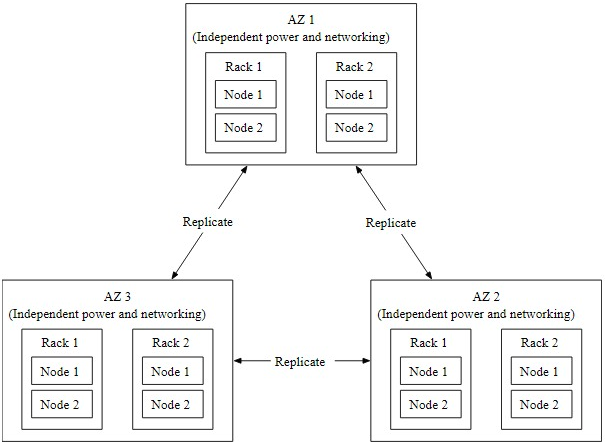 AZ 1
(Independent power and networking)
Rack 1
Node 1
Node 2
Rack 2
Node 1
Node 2
Replicate
Replicate
AZ 3
(Independent power and networking)
Rack 1
Node 1
Node 2
Rack 2
Node 1
Node 2
Replicate
AZ 2
(Independent power and networking)
Rack 1
Node 1
Node 2
Rack 2
Node 1
Node 2